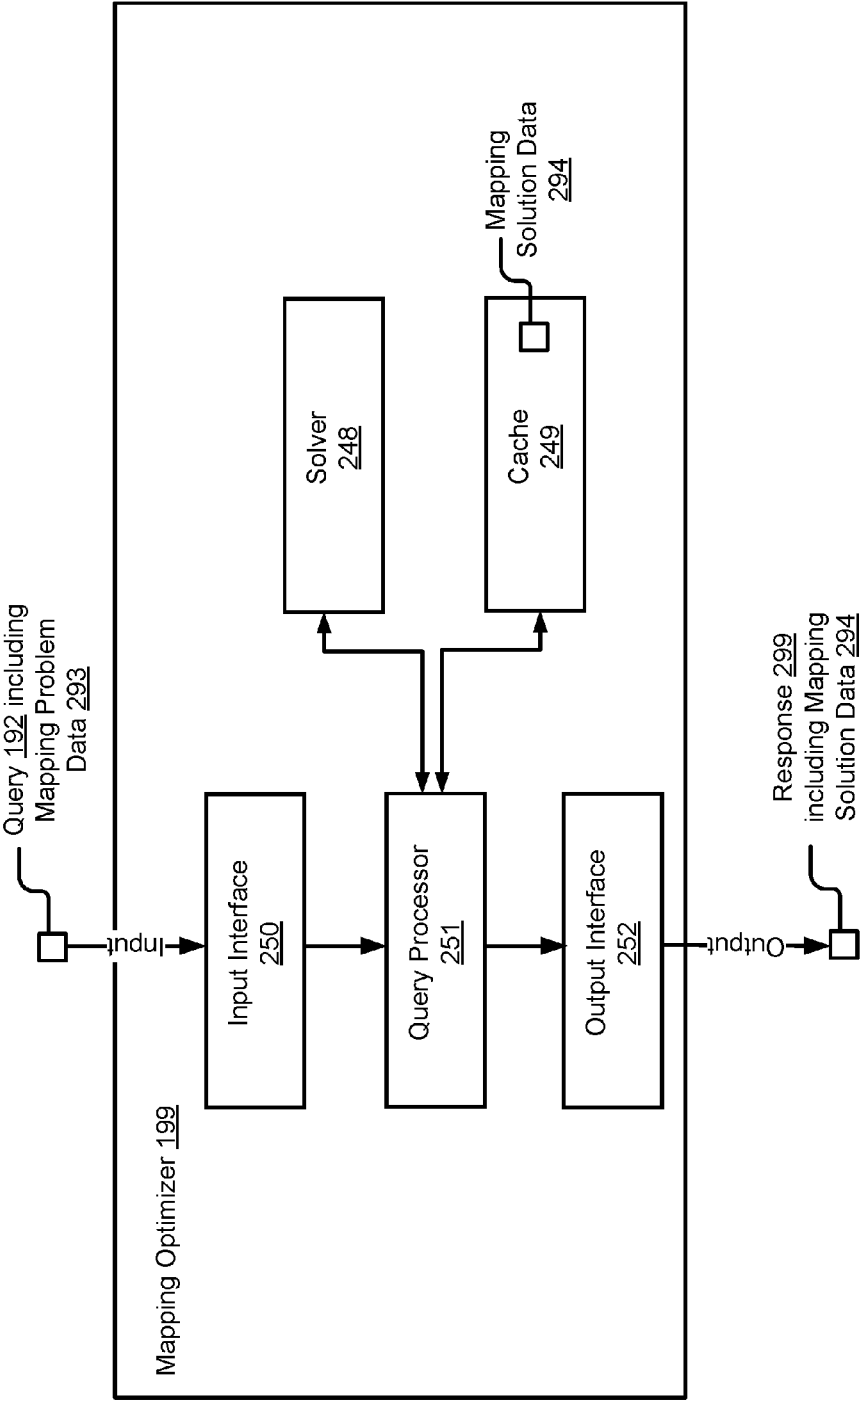 Query 192 including
Mapping Problem
Data 293
Input
Mapping Optimizer 199
Input Interface
250
Solver
248
Query Processor
251
Cache
249
Mapping
Solution Data
294
Output Interface
252
Output
Response 299
including Mapping
Solution Data 294